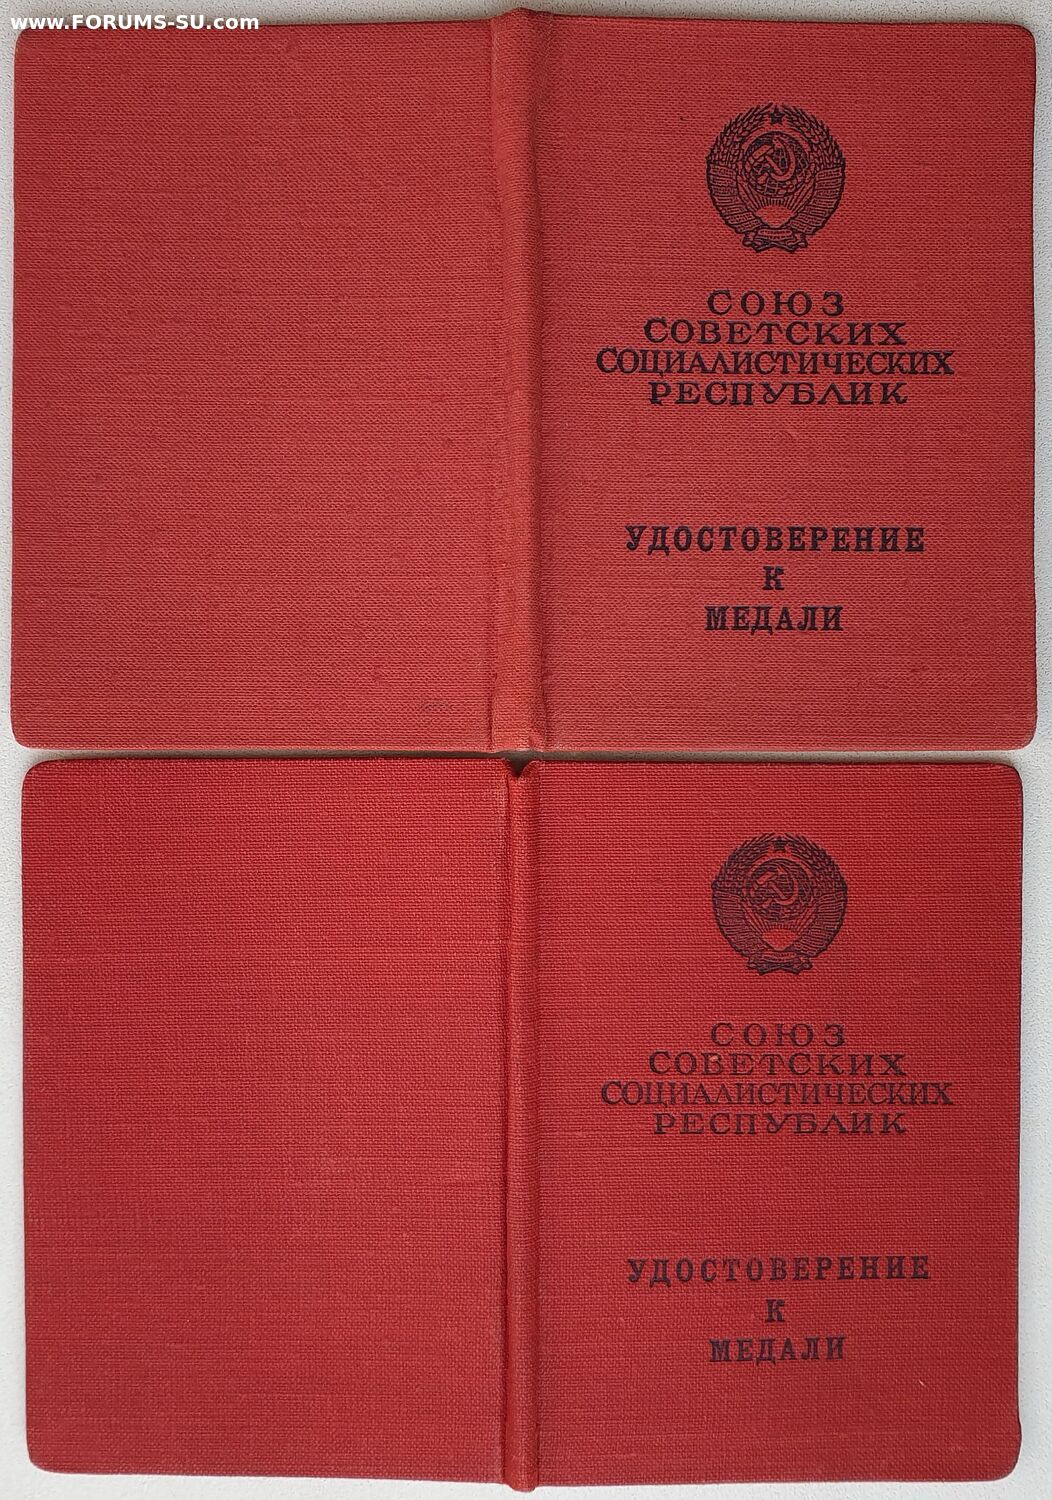 www.FORUMS-SU.com
СОЮЗ
СОВЕТСКИХ
СОЦИАЛИСТИЧЕСКИХ
РЕСПУБЛИК
УДОСТОВЕРЕНИЕ
К
МЕДАЛИ
СОЮЗ
СОВЕТСКИХ
СОЦИАЛИСТИЧЕСКИХ
РЕСПУБЛИК
УДОСТОВЕРЕНИЕ
К
МЕДАЛИ